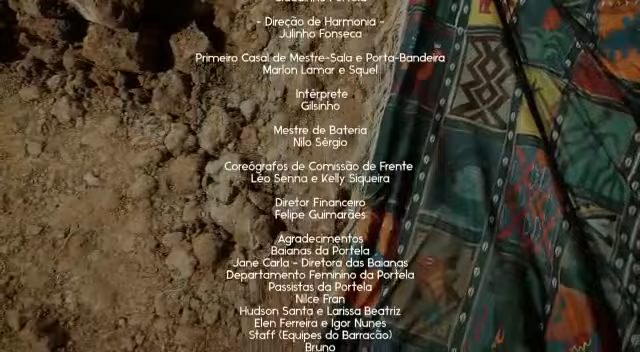 - Direção de Harmonia -
Julinho Fonseca
Primeiro Casal de Mestre-Sala e Porta-Bandeira
Marlon Lamar e Squel
Intérprete
Gilsinho
Mestre de Bateria
Nilo Sérgio
Coreógrafos de Comissão de Frente
Léo Senna e Kelly Siqueira
Diretor Financeiro
Felipe Guimarães
Agradecimentos
Baianas da Portela
Jane Carla - Diretora das Baianas
Departamento Feminino da Portela
Passistas da Portela
Nilce Fran
Hudson Santa e Larissa Beatriz
Elen Ferreira e Igor Nunes
Staff (Equipes do Barracão)
Bruno